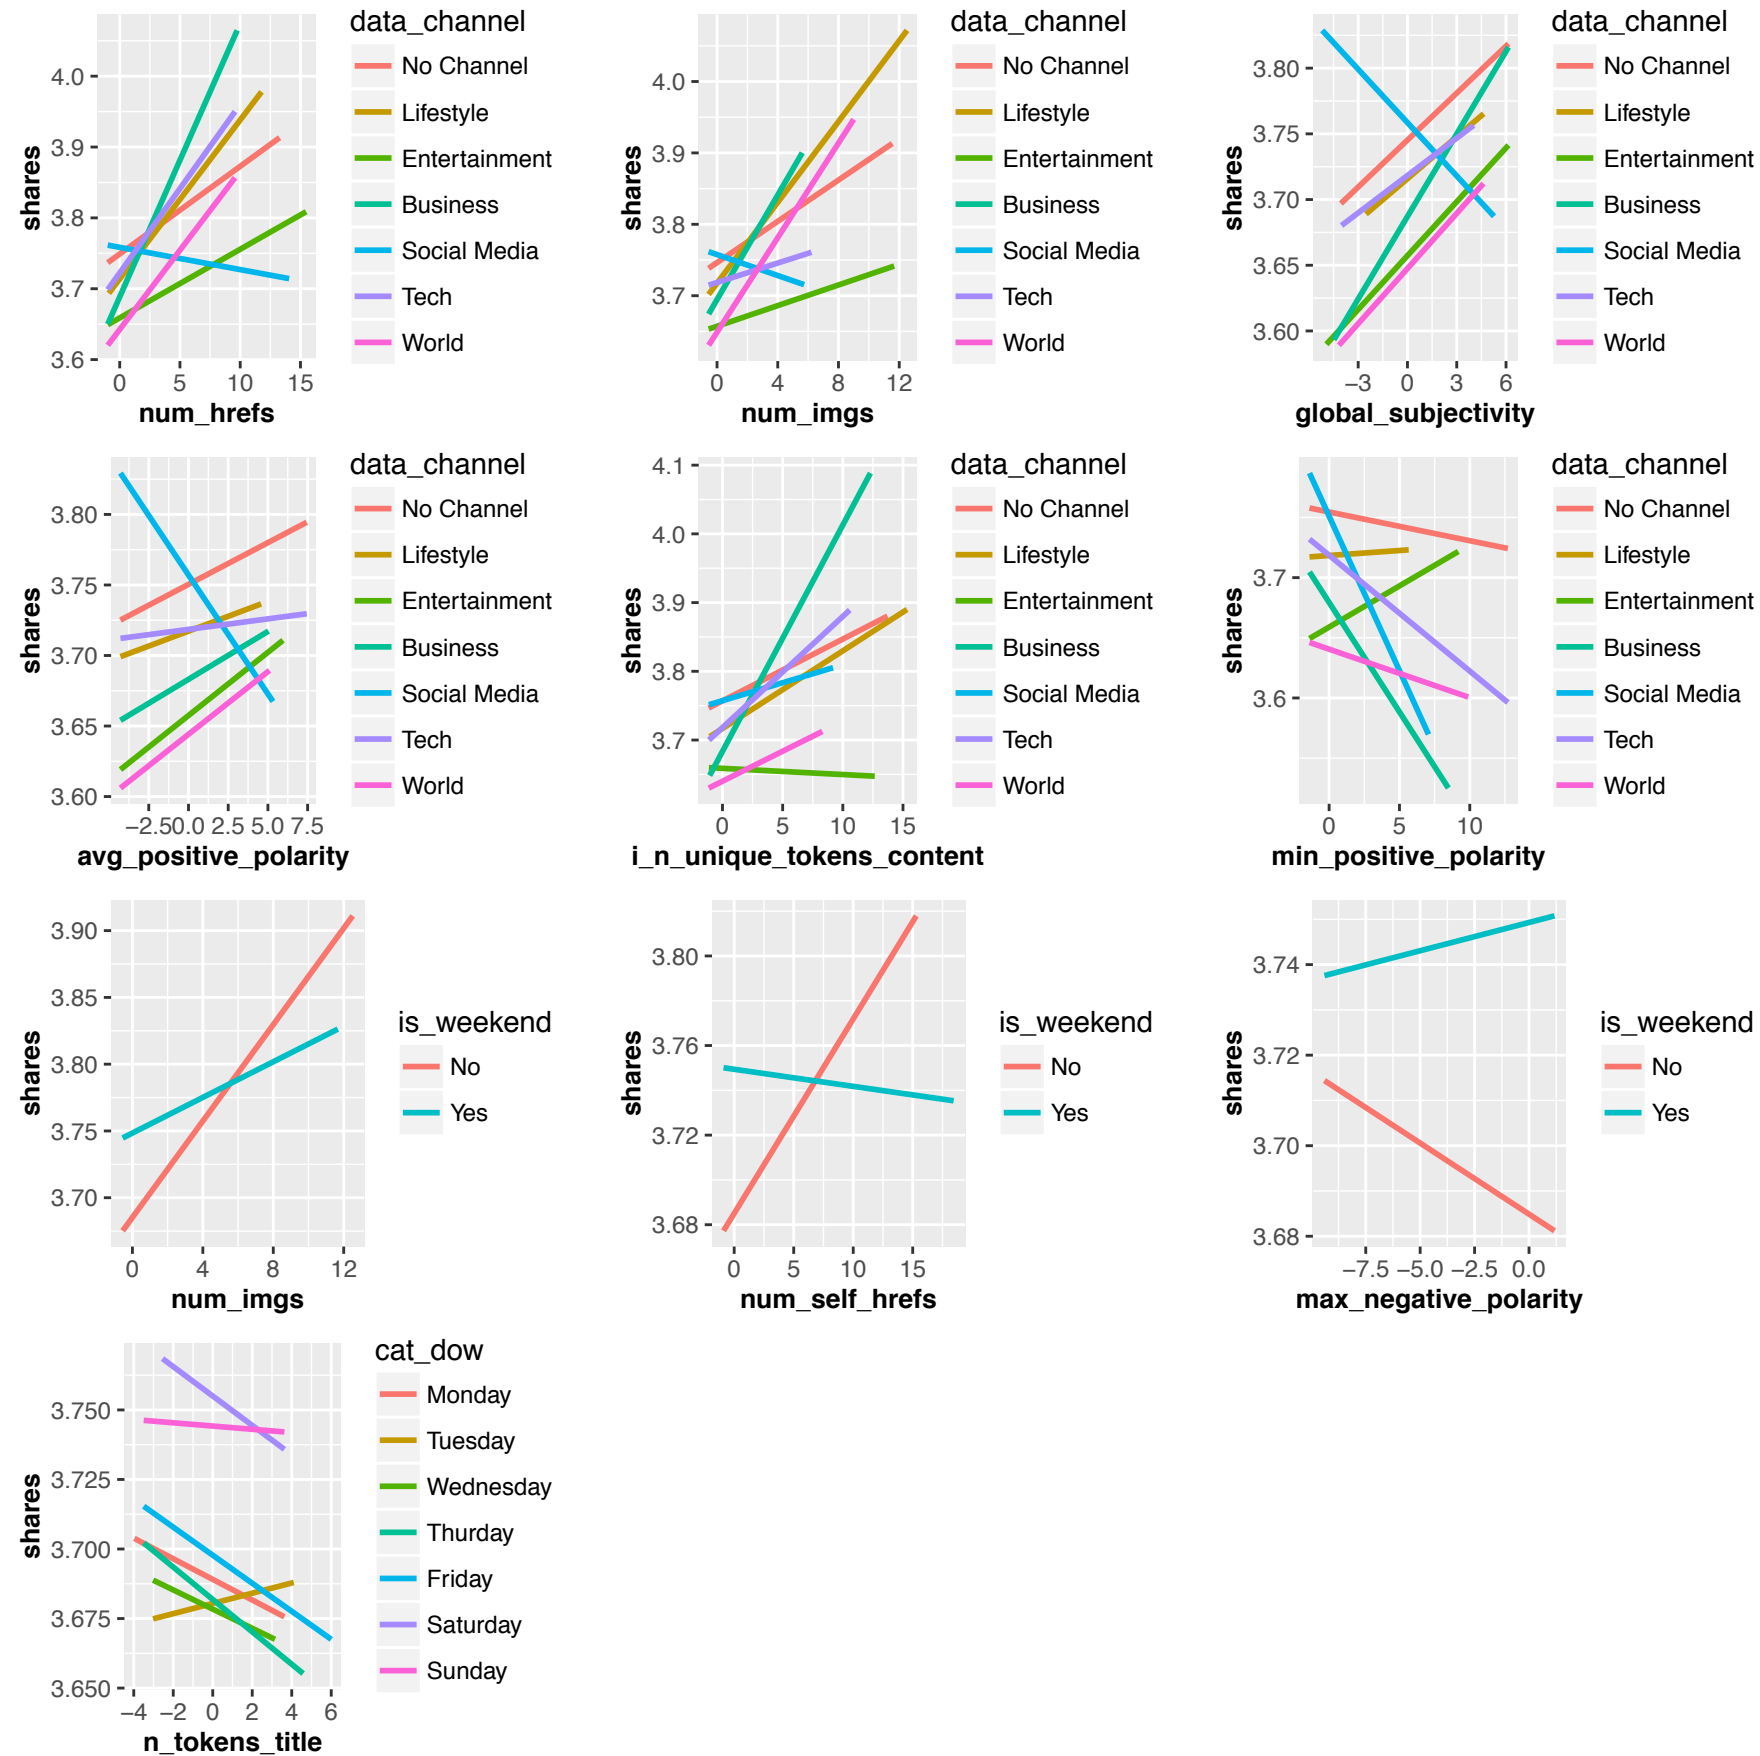 data_channel
4.0
3.9
3.8
3.7
3.6
shares
0 5 10 15
num_hrefs
No Channel
Lifestyle
Entertainment
Business
Social Media
Tech
World
data_channel
4.0
3.9
3.8
3.7
shares
0 4 8 12
num_imgs
No Channel
Lifestyle
Entertainment
Business
Social Media
Tech
World
data_channel
3.80
3.75
3.70
3.65
3.60
shares
−3 0 3 6
global_subjectivity
No Channel
Lifestyle
Entertainment
Business
Social Media
Tech
World
data_channel
3.80
3.75
3.70
3.65
3.60
shares
−2.5 0.0 2.5 5.0 7.5
avg_positive_polarity
No Channel
Lifestyle
Entertainment
Business
Social Media
Tech
World
data_channel
4.1
4.0
3.9
3.8
3.7
shares
0 5 10 15
i_n_unique_tokens_content
No Channel
Lifestyle
Entertainment
Business
Social Media
Tech
World
data_channel
3.7
3.6
shares
0 5 10
min_positive_polarity
No Channel
Lifestyle
Entertainment
Business
Social Media
Tech
World
3.90
3.85
3.80
3.75
3.70
shares
0 4 8 12
num_imgs
is_weekend
No
Yes
3.80
3.76
3.72
3.68
shares
0 5 10 15
num_self_hrefs
is_weekend
No
Yes
3.74
3.72
3.70
3.68
shares
−7.5 −5.0 −2.5 0.0
max_negative_polarity
is_weekend
No
Yes
3.750
3.725
3.700
3.675
3.650
shares
−4 −2 0 2 4 6
n_tokens_title
cat_dow
Monday
Tuesday
Wednesday
Thurday
Friday
Saturday
Sunday